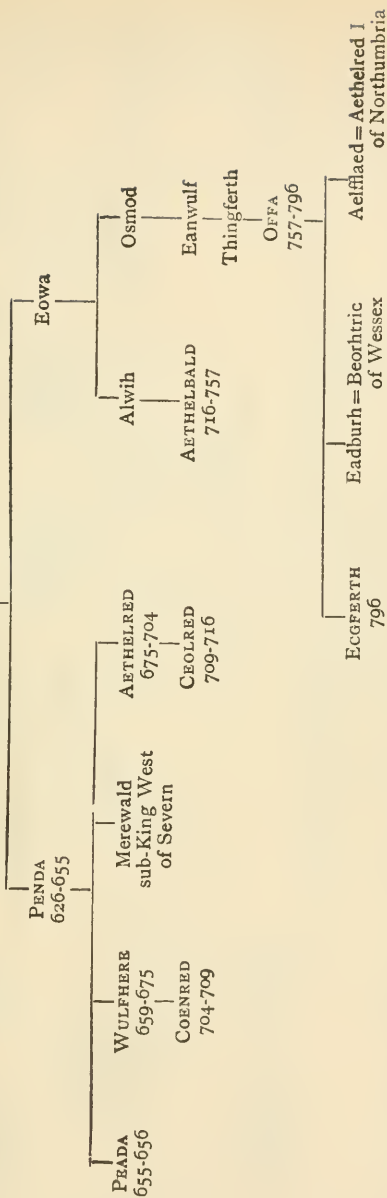 PENDA
626-655
Eowa
PEADA
655-656
WULFHERE
659-675
Merewald
sub-King West
of Severn
AETHELRED
675-704
Alwih
Osmod
COENRED
704-709
CEOLRED
709-716
AETHELBALD
716-757
Eanwulf
Thingferth
OFFA
757-796
ECGFERTH
796
Eadburh = Beorhtric
of Wessex
Aelfflaed = Aethelred I
of Northumbria